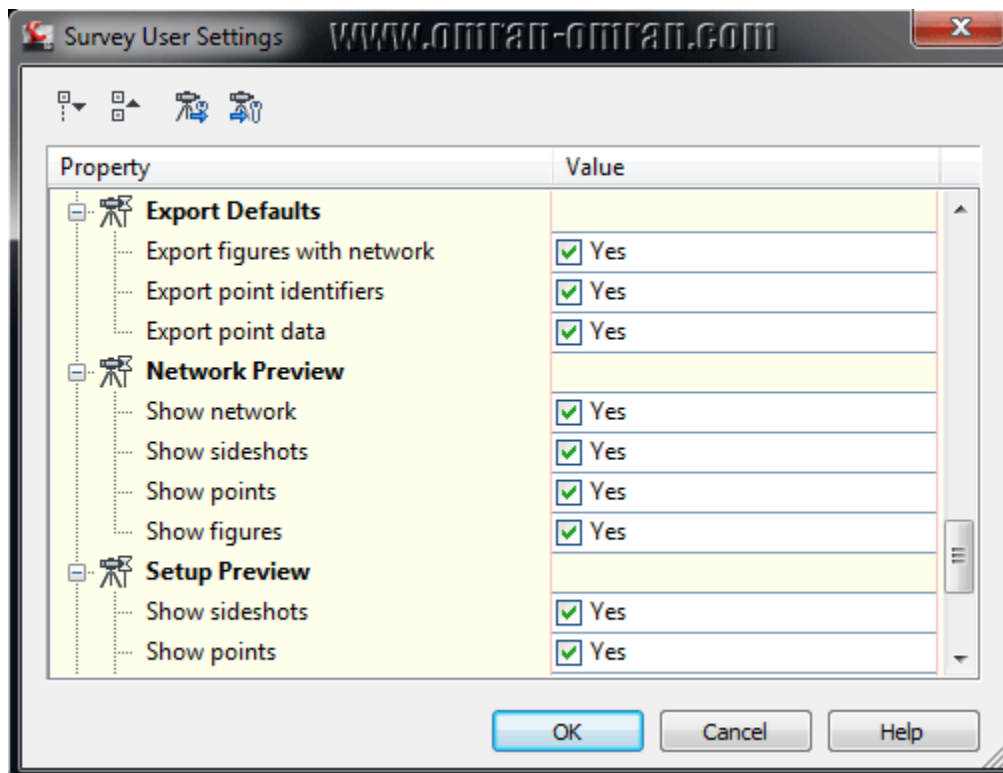 Survey User Settings www.omran-omran.com
Property Value
Export Defaults
Export figures with network Yes
Export point identifiers Yes
Export point data Yes
Network Preview
Show network Yes
Show sideshots Yes
Show points Yes
Show figures Yes
Setup Preview
Show sideshots Yes
Show points Yes
OK Cancel Help